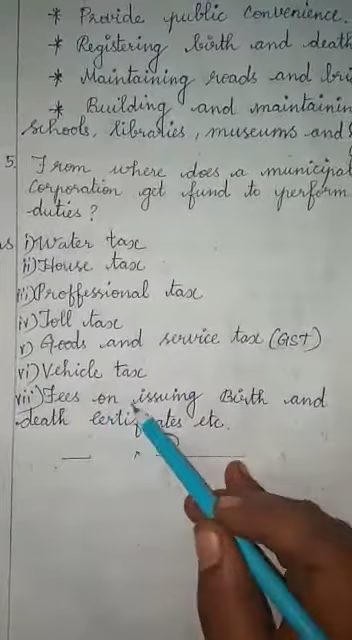 * Provide public convenience.
* Registering birth and death
* Maintaining roads and bri
* Building and maintainin
schools, libraries, museums and
5. From where does a municipal
corporation get fund to perform
duties?
i) Water tax
ii) House tax
iii) Proffessional tax
iv) Toll tax
v) Goods and service tax (GST)
vi) Vehicle tax
vii) Fees on issuing Birth and
death certificates etc.